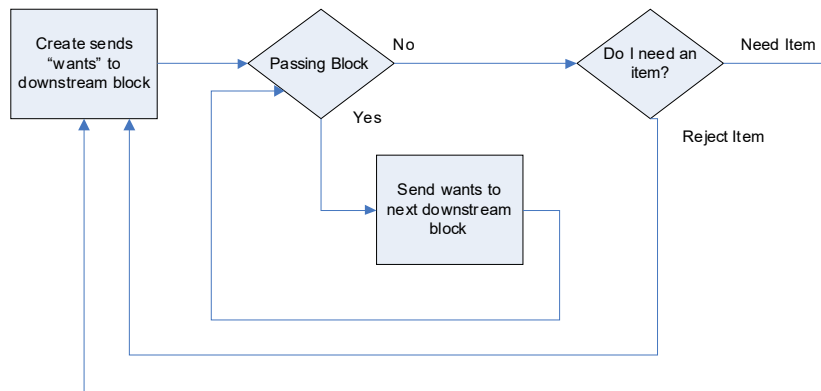 Create sends
“wants” to
downstream block
Passing Block
No
Do I need an
item?
Need Item
Yes
Reject Item
Send wants to
next downstream
block